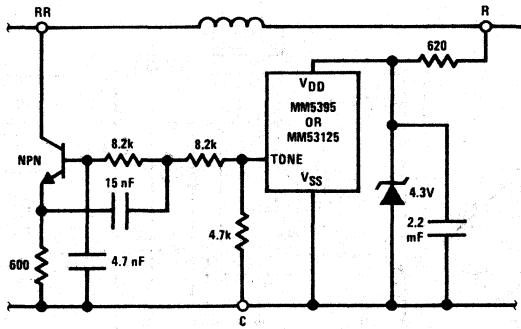 RR
R
620
VDD
MM5395
OR
MM53125
8.2k
8.2k
TONE
NPN
15 nF
VSS
4.3V
4.7k
2.2
mF
600
4.7 nF
C